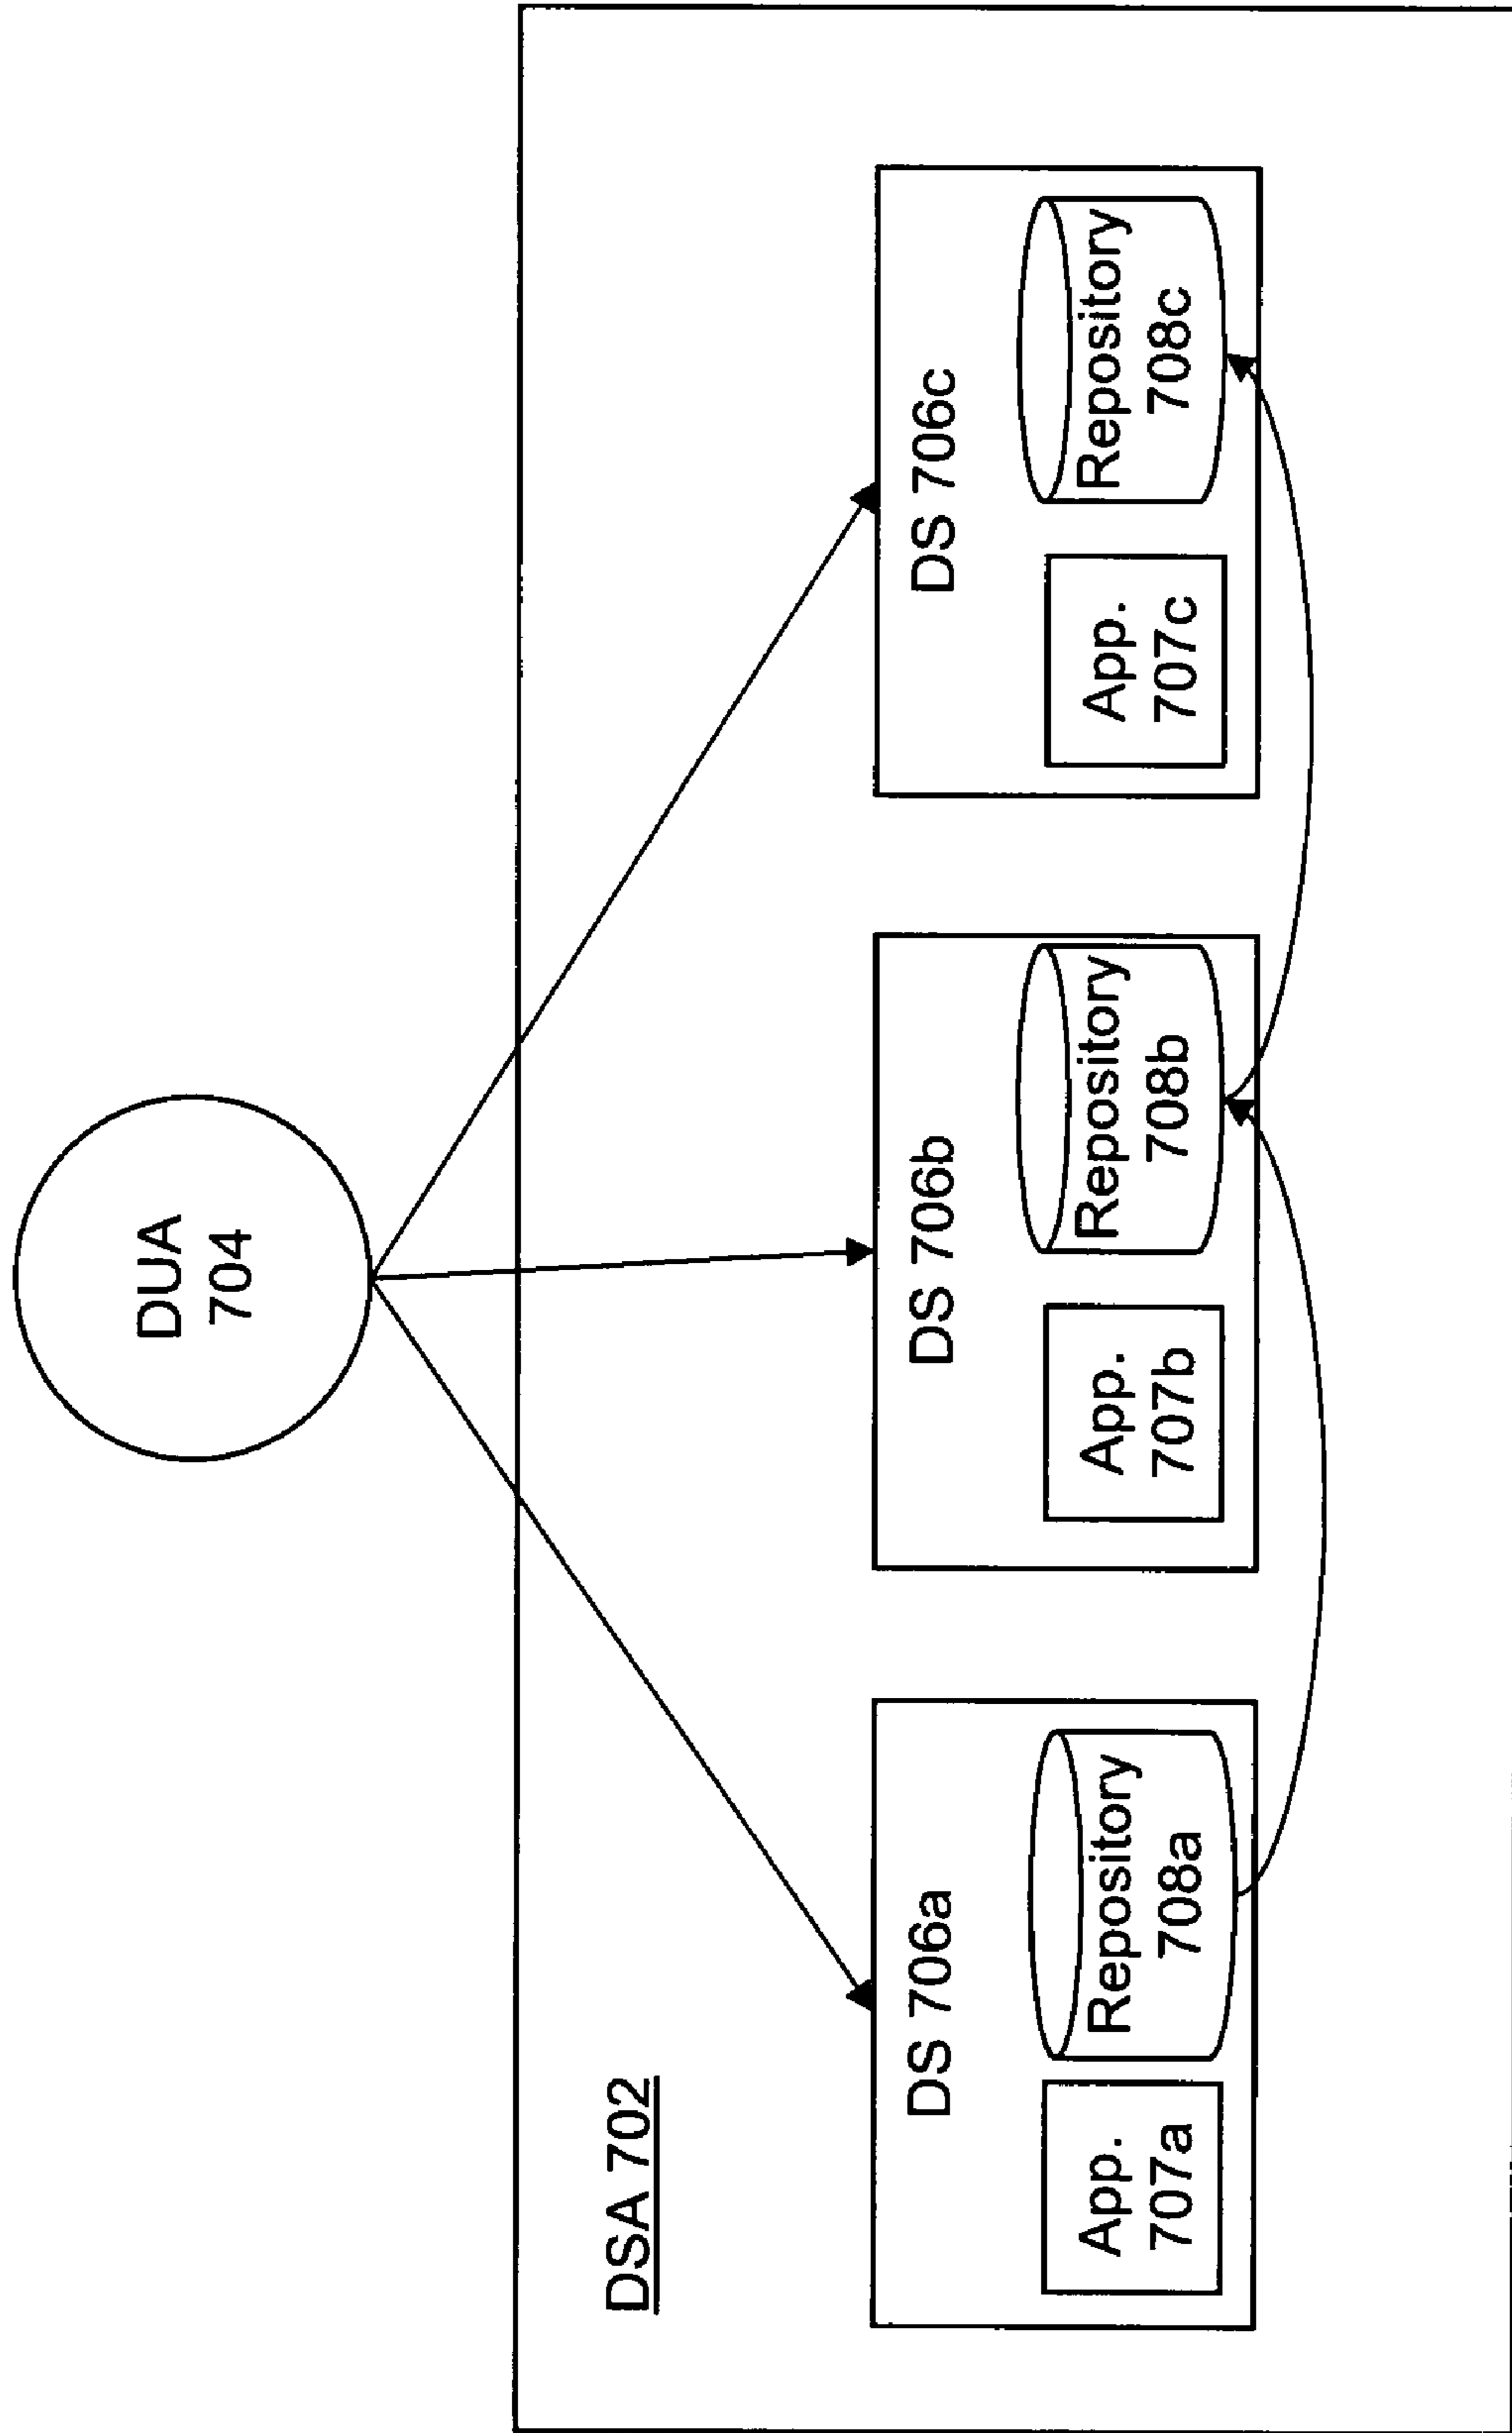 DUA
704
DSA 702
DS 706a
App.
707a
Repository
708a
DS 706b
App.
707b
Repository
708b
DS 706c
App.
707c
Repository
708c